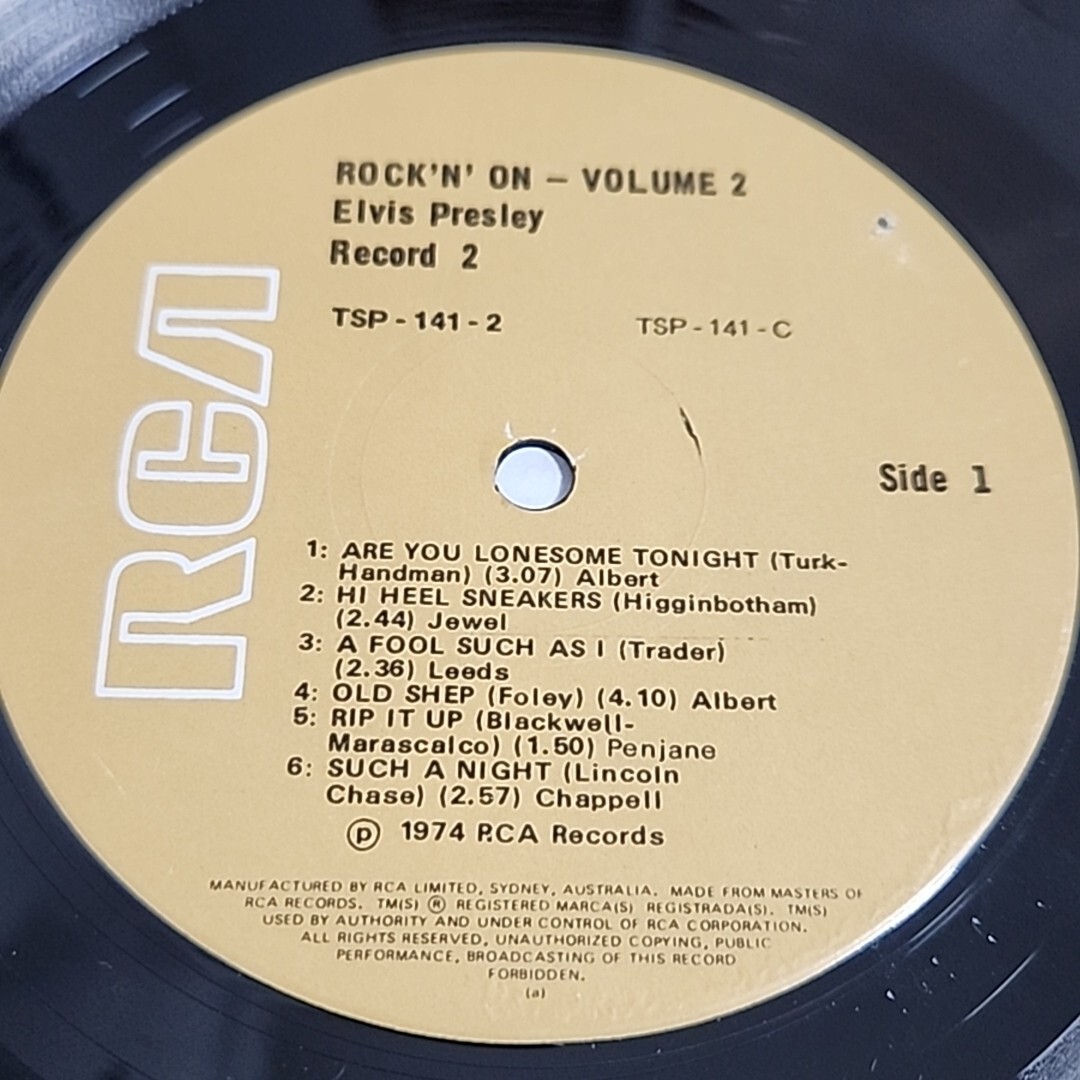 ROCK'N' ON — VOLUME 2
Elvis Presley
Record 2
TSP - 141 - 2
TSP - 141 - C
RCA
Side 1
1: ARE YOU LONESOME TONIGHT (Turk-
Handman) (3.07) Albert
2: HI HEEL SNEAKERS (Higginbotham)
(2.44) Jewel
3: A FOOL SUCH AS I (Trader)
(2.36) Leeds
4: OLD SHEP (Foley) (4.10) Albert
5: RIP IT UP (Blackwell-
Marascalco) (1.50) Penjane
6: SUCH A NIGHT (Lincoln
Chase) (2.57) Chappell
℗ 1974 RCA Records
MANUFACTURED BY RCA LIMITED, SYDNEY, AUSTRALIA. MADE FROM MASTERS OF
RCA RECORDS. TM(S) ® REGISTERED MARCA(S) REGISTRADA(S). TM(S)
USED BY AUTHORITY AND UNDER CONTROL OF RCA CORPORATION.
ALL RIGHTS RESERVED, UNAUTHORIZED COPYING, PUBLIC
PERFORMANCE, BROADCASTING OF THIS RECORD
FORBIDDEN.
(a)